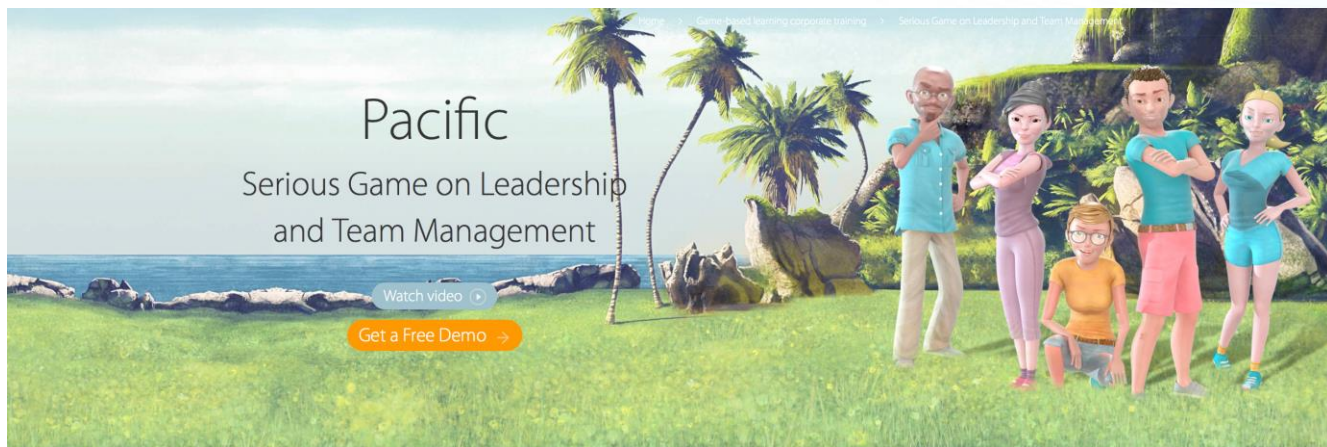 Home > Game-based learning corporate training > Serious Game on Leadership and Team Management
Pacific
Serious Game on Leadership
and Team Management
Watch video
Get a Free Demo →